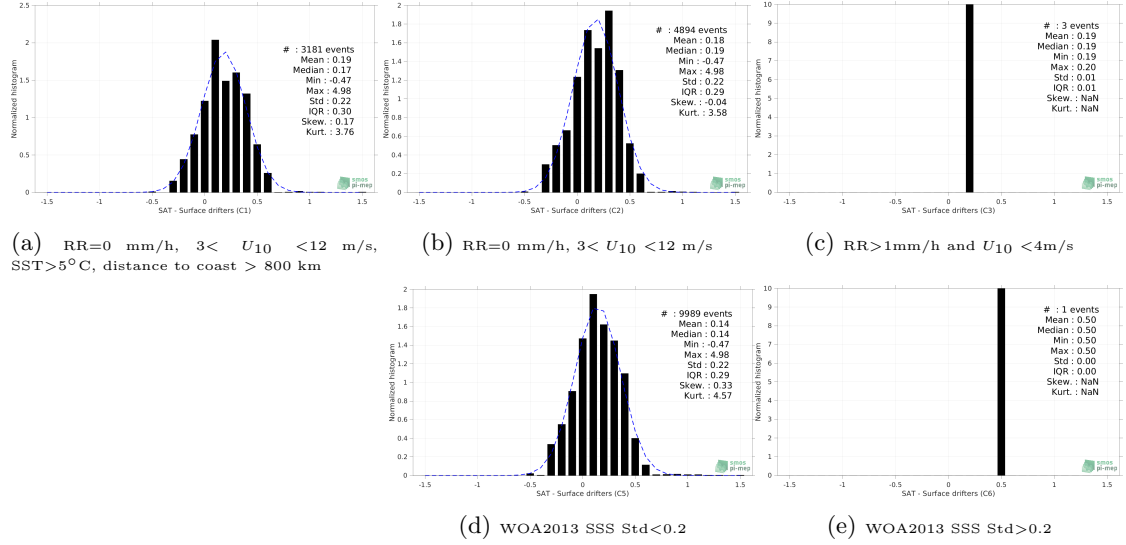 2.5
2
1.5
1
0.5
0
-1.5 -1 -0.5 0 0.5 1 1.5
Normalized histogram
SAT - Surface drifters (C1)
# : 3181 events
Mean : 0.19
Median : 0.17
Min : -0.47
Max : 4.98
Std : 0.22
IQR : 0.30
Skew. : 0.17
Kurt. : 3.76
smos
pi-mep
(a) RR=0 mm/h, 3< U10 <12 m/s,
SST>5°C, distance to coast > 800 km
2
1.8
1.6
1.4
1.2
1
0.8
0.6
0.4
0.2
0
-1.5 -1 -0.5 0 0.5 1 1.5
Normalized histogram
SAT - Surface drifters (C2)
# : 4894 events
Mean : 0.18
Median : 0.19
Min : -0.47
Max : 4.98
Std : 0.22
IQR : 0.29
Skew. : -0.04
Kurt. : 3.58
smos
pi-mep
(b) RR=0 mm/h, 3< U10 <12 m/s
10
9
8
7
6
5
4
3
2
1
0
-1.5 -1 -0.5 0 0.5 1 1.5
Normalized histogram
SAT - Surface drifters (C3)
# : 3 events
Mean : 0.19
Median : 0.19
Min : 0.19
Max : 0.20
Std : 0.01
IQR : 0.01
Skew. : NaN
Kurt. : NaN
smos
pi-mep
(c) RR>1mm/h and U10 <4m/s
2
1.8
1.6
1.4
1.2
1
0.8
0.6
0.4
0.2
0
-1.5 -1 -0.5 0 0.5 1 1.5
Normalized histogram
SAT - Surface drifters (C5)
# : 9989 events
Mean : 0.14
Median : 0.14
Min : -0.47
Max : 4.98
Std : 0.22
IQR : 0.29
Skew. : 0.33
Kurt. : 4.57
smos
pi-mep
(d) WOA2013 SSS Std<0.2
10
9
8
7
6
5
4
3
2
1
0
-1.5 -1 -0.5 0 0.5 1 1.5
Normalized histogram
SAT - Surface drifters (C6)
# : 1 events
Mean : 0.50
Median : 0.50
Min : 0.50
Max : 0.50
Std : 0.00
IQR : 0.00
Skew. : NaN
Kurt. : NaN
smos
pi-mep
(e) WOA2013 SSS Std>0.2